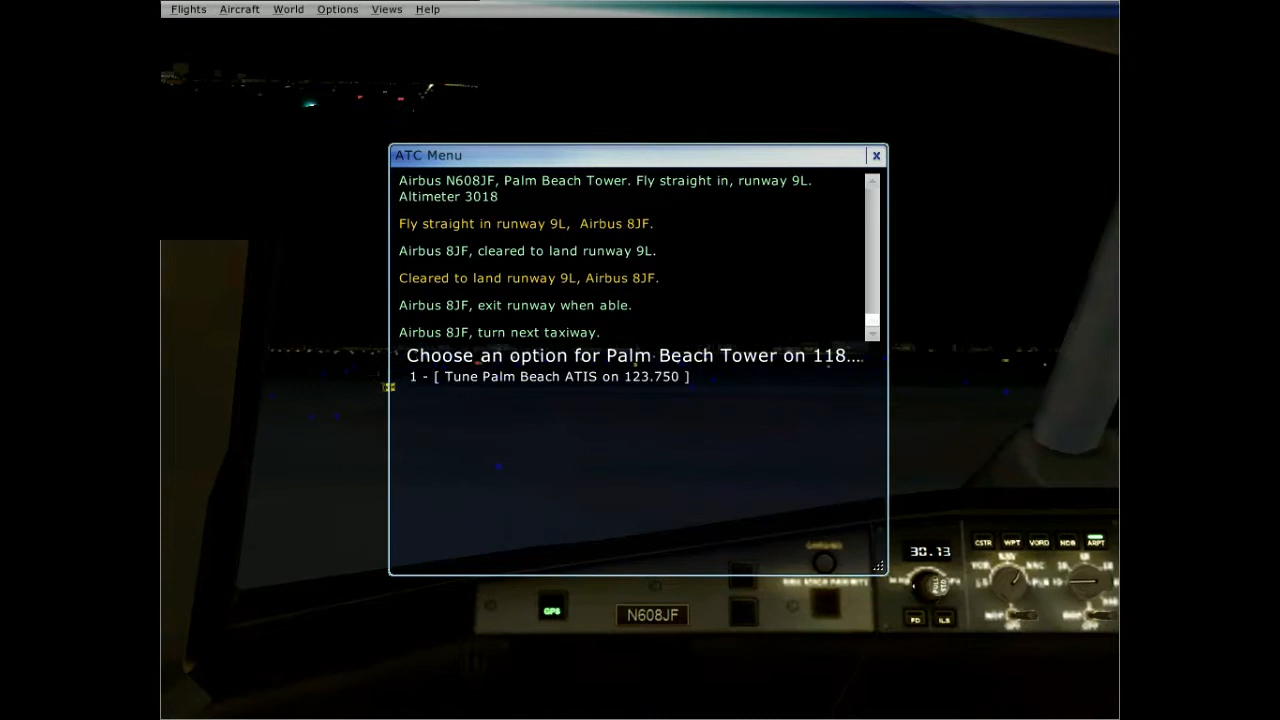 Flights Aircraft World Options Views Help
ATC Menu x
Airbus N608JF, Palm Beach Tower. Fly straight in, runway 9L.
Altimeter 3018
Fly straight in runway 9L, Airbus 8JF.
Airbus 8JF, cleared to land runway 9L.
Cleared to land runway 9L, Airbus 8JF.
Airbus 8JF, exit runway when able.
Airbus 8JF, turn next taxiway.
Choose an option for Palm Beach Tower on 118....
1 - [ Tune Palm Beach ATIS on 123.750 ]
30.13
CSTR WPT VORD NDB ARPT
GPS
N608JF
FD ILS
OFF OFF